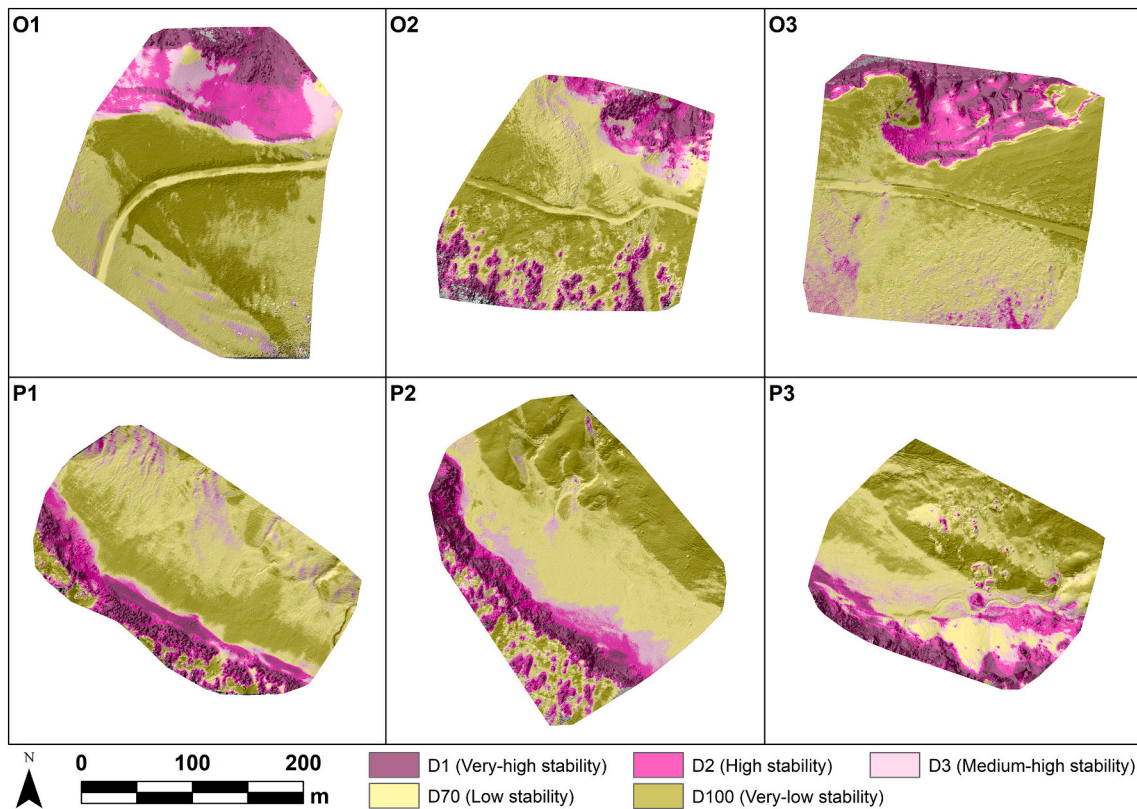 O1
O2
O3
P1
P2
P3
N
0 100 200
m
D1 (Very-high stability)
D2 (High stability)
D3 (Medium-high stability)
D70 (Low stability)
D100 (Very-low stability)